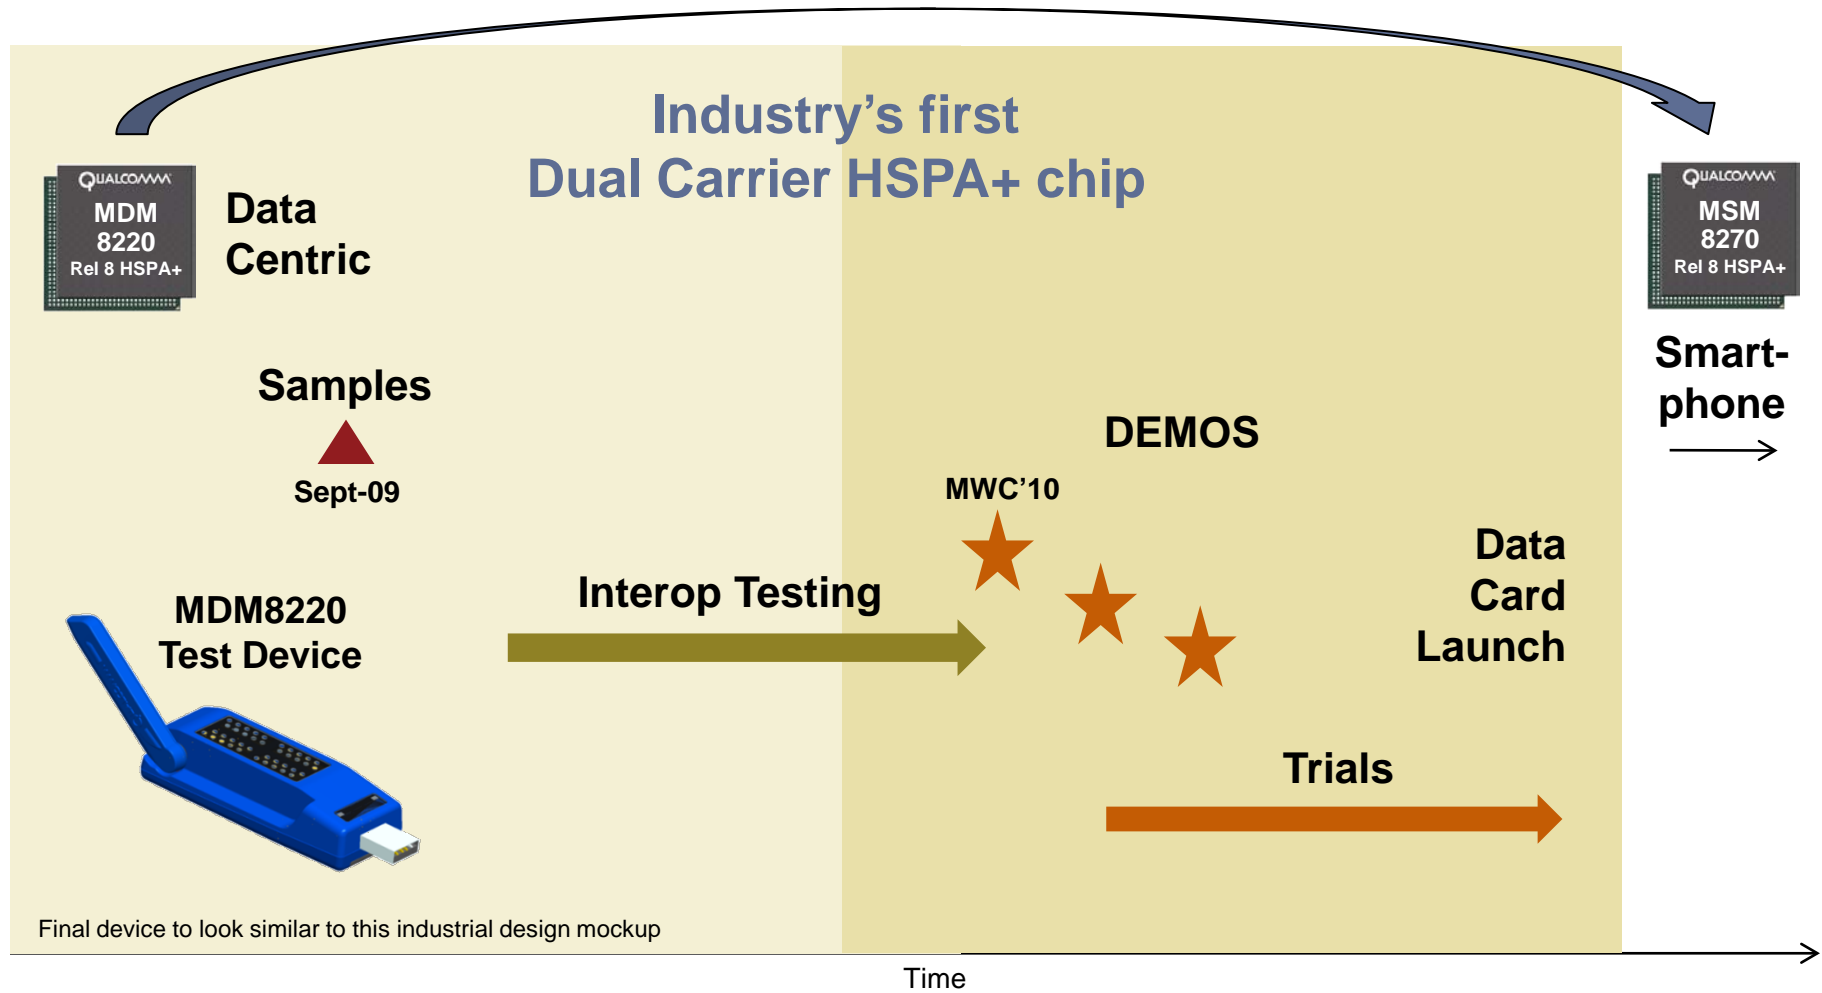 Industry’s first
Dual Carrier HSPA+ chip
QUALCOMM
MDM
8220
Rel 8 HSPA+
Data
Centric
QUALCOMM
MSM
8270
Rel 8 HSPA+
Smart-
phone
Samples
Sept-09
DEMOS
MWC’10
Interop Testing
Data
Card
Launch
MDM8220
Test Device
Trials
Final device to look similar to this industrial design mockup
Time